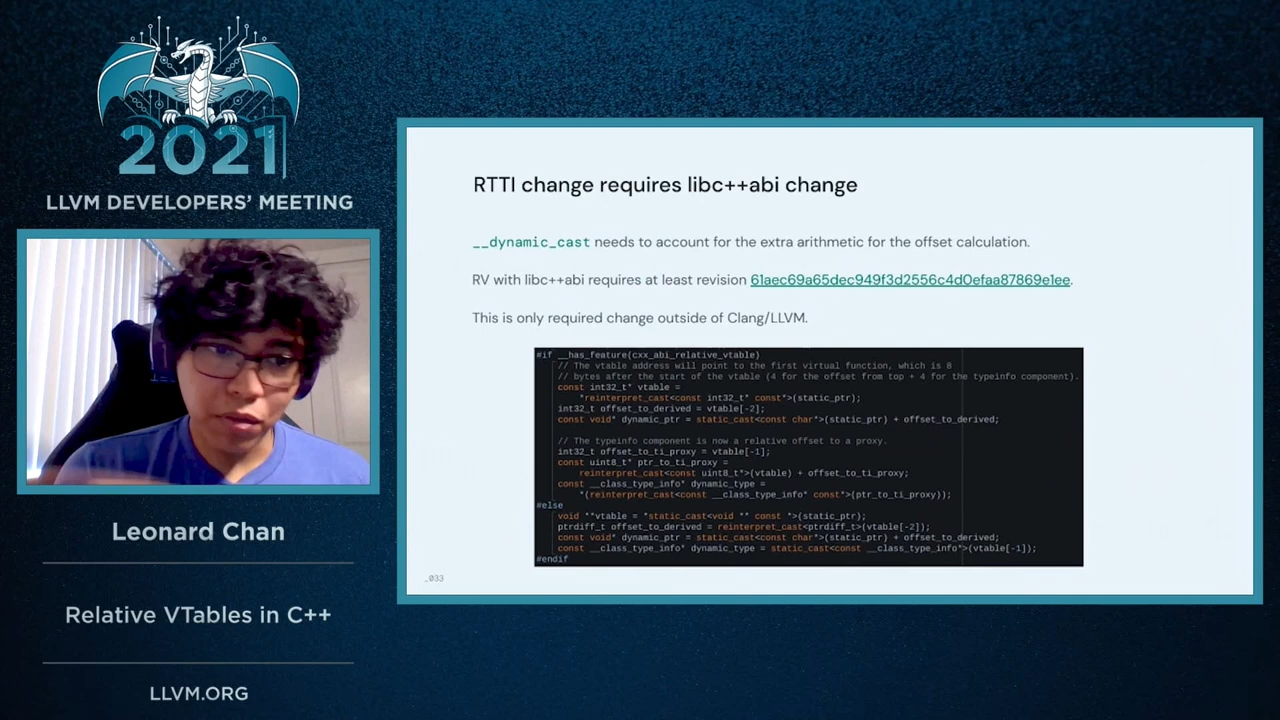 2021
LLVM DEVELOPERS' MEETING
Leonard Chan
Relative VTables in C++
LLVM.ORG
RTTI change requires libc++abi change
__dynamic_cast needs to account for the extra arithmetic for the offset calculation.
RV with libc++abi requires at least revision 61aec69a65dec949f3d2556c4d0efaa87869e1ee.
This is only required change outside of Clang/LLVM.
#if __has_feature(cxx_abi_relative_vtable)
// The vtable address will point to the first virtual function, which is 8
// bytes after the start of the vtable (4 for the offset from top + 4 for the typeinfo component).
const int32_t* vtable =
*reinterpret_cast<const int32_t* const*>(static_ptr);
int32_t offset_to_derived = vtable[-2];
const void* dynamic_ptr = static_cast<const char*>(static_ptr) + offset_to_derived;
// The typeinfo component is now a relative offset to a proxy.
int32_t offset_to_ti_proxy = vtable[-1];
const uint8_t* ptr_to_ti_proxy =
reinterpret_cast<const uint8_t*>(vtable) + offset_to_ti_proxy;
const __class_type_info* dynamic_type =
*(reinterpret_cast<const __class_type_info* const*>(ptr_to_ti_proxy));
#else
void **vtable = *static_cast<void ** const *>(static_ptr);
ptrdiff_t offset_to_derived = reinterpret_cast<ptrdiff_t>(vtable[-2]);
const void* dynamic_ptr = static_cast<const char*>(static_ptr) + offset_to_derived;
const __class_type_info* dynamic_type = static_cast<const __class_type_info*>(vtable[-1]);
#endif
_033